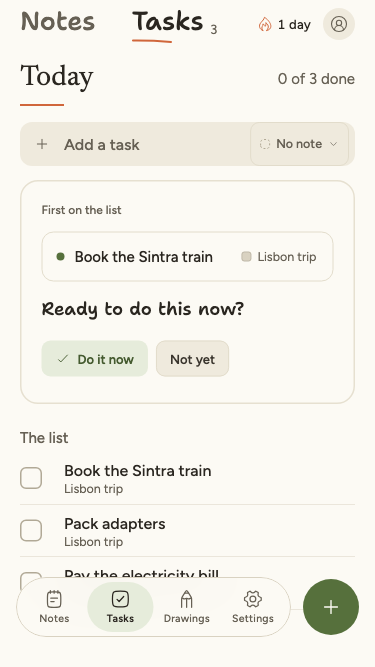 Notes
Tasks 3
1 day
Today
0 of 3 done
Add a task
No note
First on the list
Book the Sintra train
Lisbon trip
Ready to do this now?
Do it now
Not yet
The list
Book the Sintra train
Lisbon trip
Pack adapters
Lisbon trip
Pay the electricity bill
Notes
Tasks
Drawings
Settings